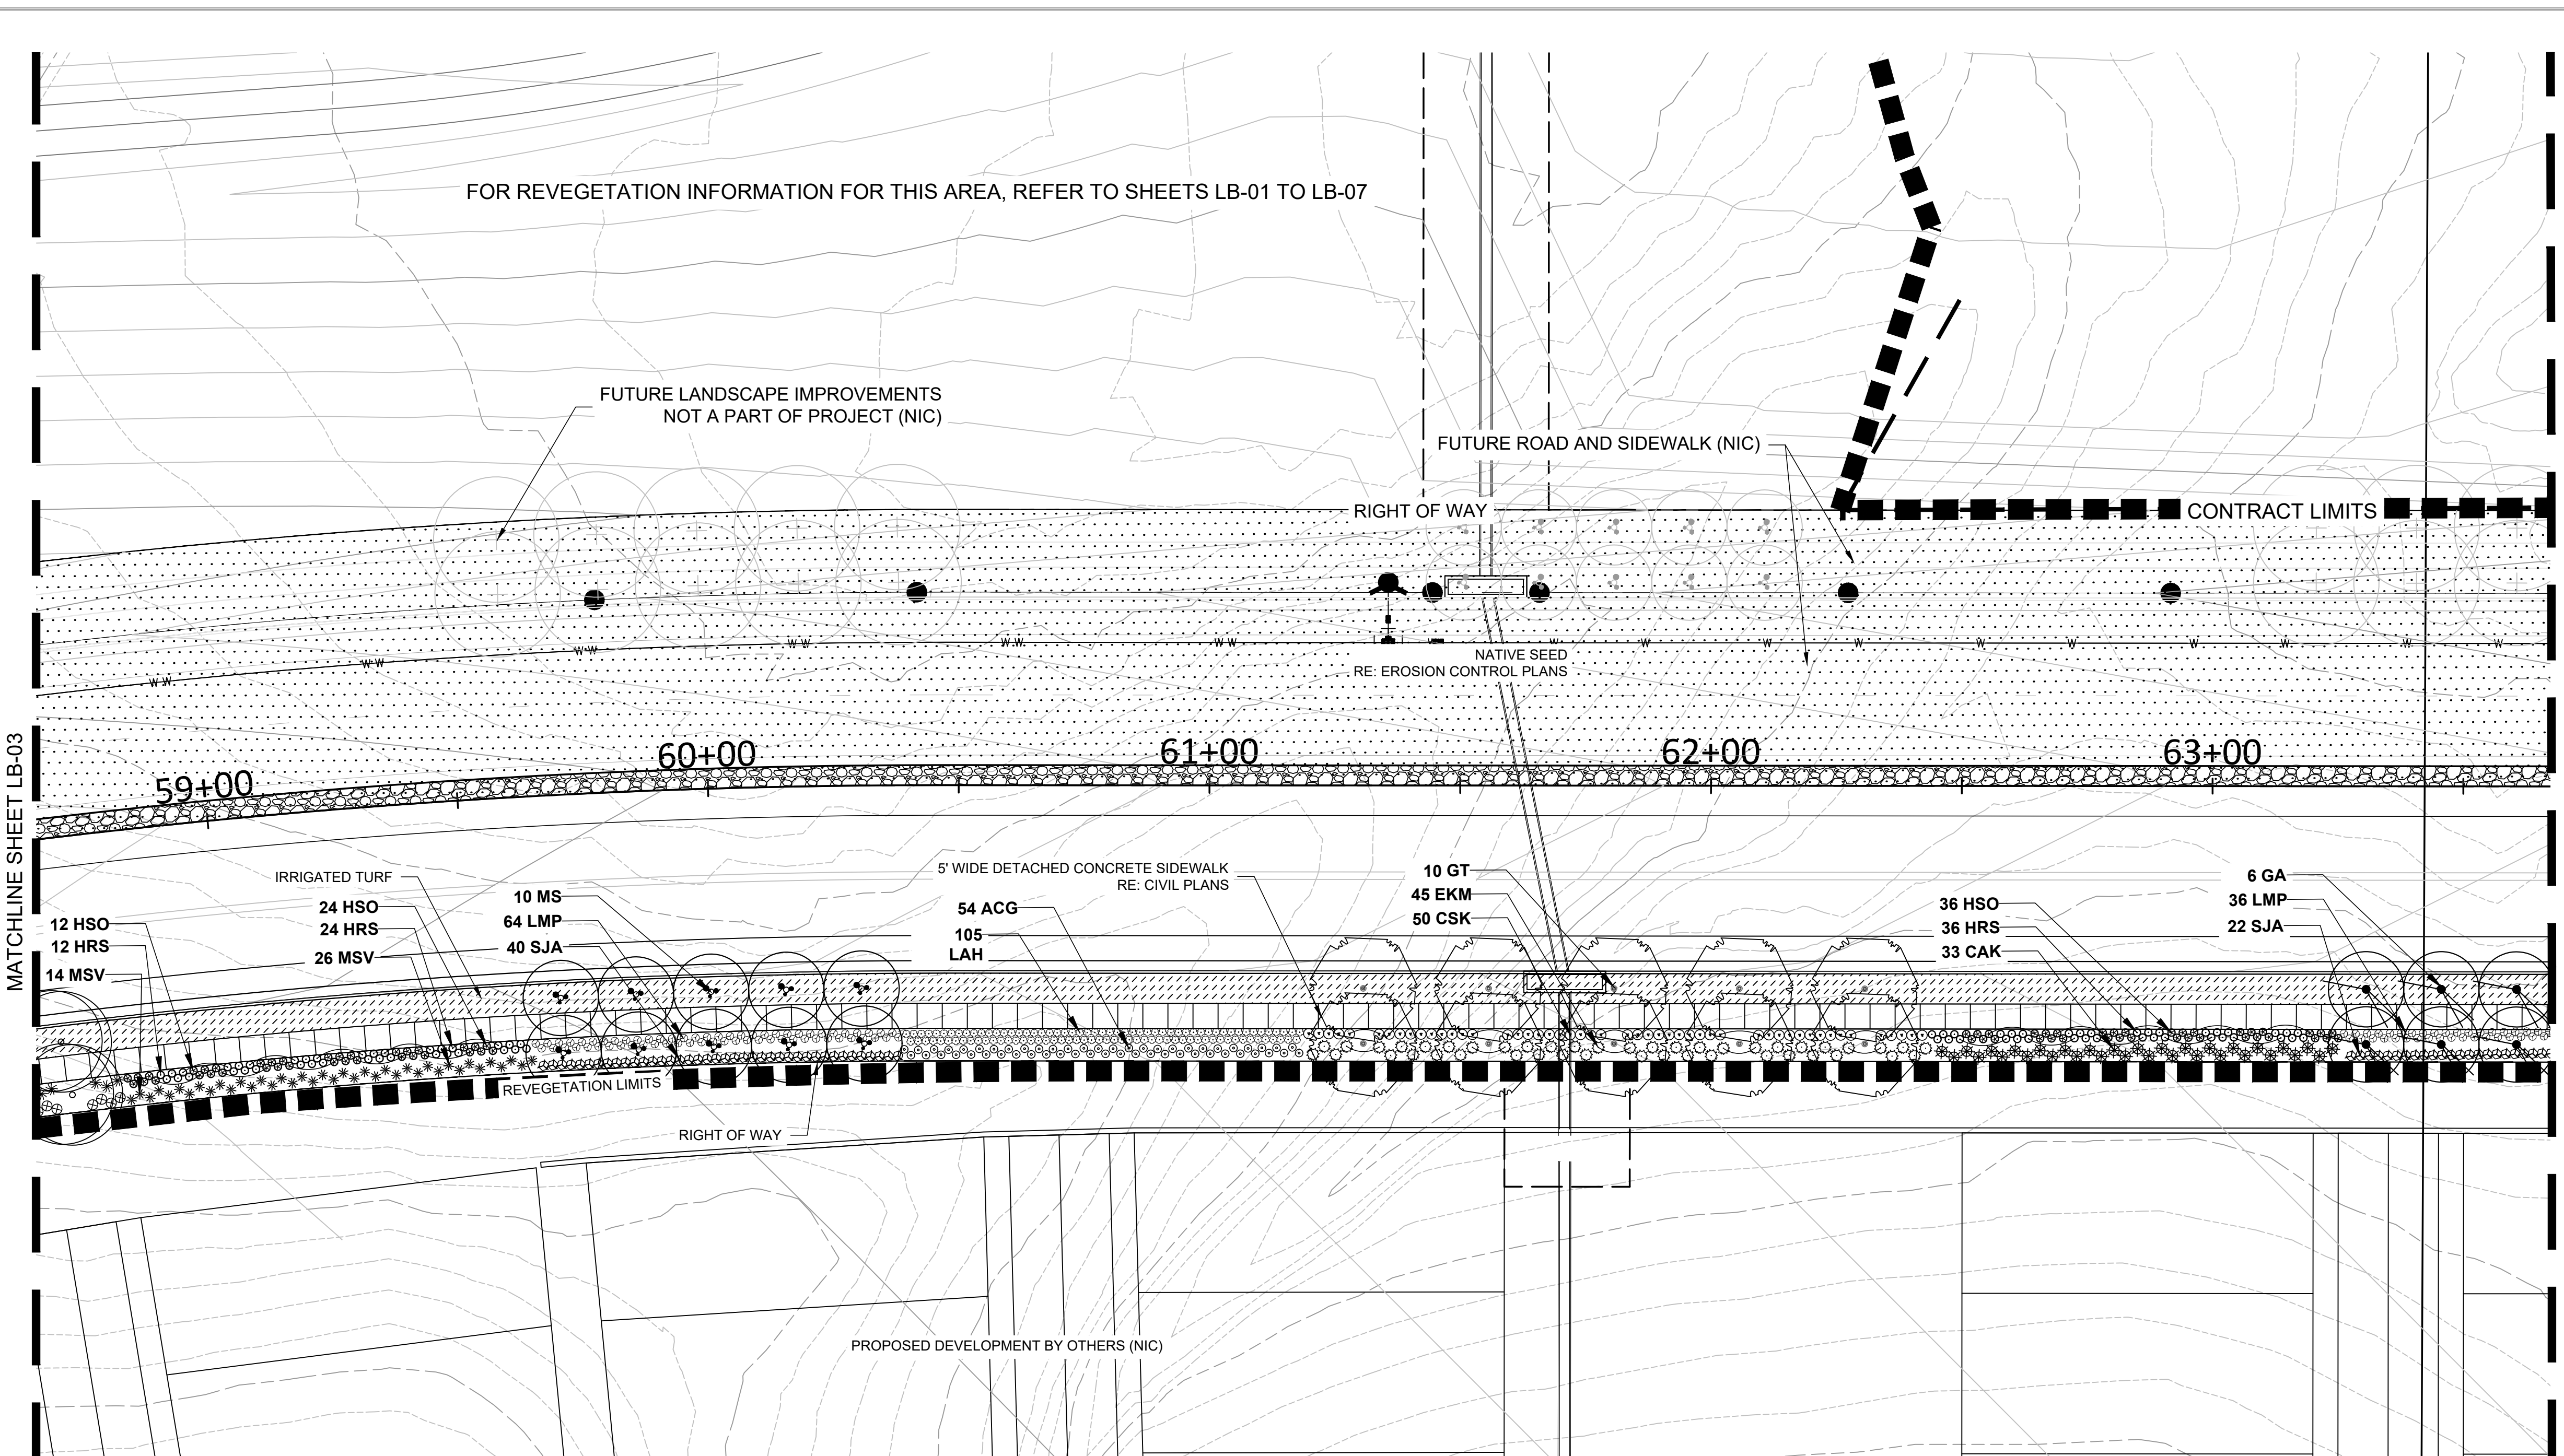 FOR REVEGETATION INFORMATION FOR THIS AREA, REFER TO SHEETS LB-01 TO LB-07
FUTURE LANDSCAPE IMPROVEMENTS
NOT A PART OF PROJECT (NIC)
FUTURE ROAD AND SIDEWALK (NIC)
RIGHT OF WAY
CONTRACT LIMITS
W W
W W
W W
W W
W W
W W
W
W
W
W
W
W
W
W
W
NATIVE SEED
RE: EROSION CONTROL PLANS
MATCHLINE SHEET LB-03
59+00
60+00
61+00
62+00
63+00
IRRIGATED TURF
12 HSO
12 HRS
14 MSV
24 HSO
24 HRS
26 MSV
10 MS
64 LMP
40 SJA
5' WIDE DETACHED CONCRETE SIDEWALK
RE: CIVIL PLANS
54 ACG
105
LAH
10 GT
45 EKM
50 CSK
36 HSO
36 HRS
33 CAK
6 GA
36 LMP
22 SJA
REVEGETATION LIMITS
RIGHT OF WAY
PROPOSED DEVELOPMENT BY OTHERS (NIC)